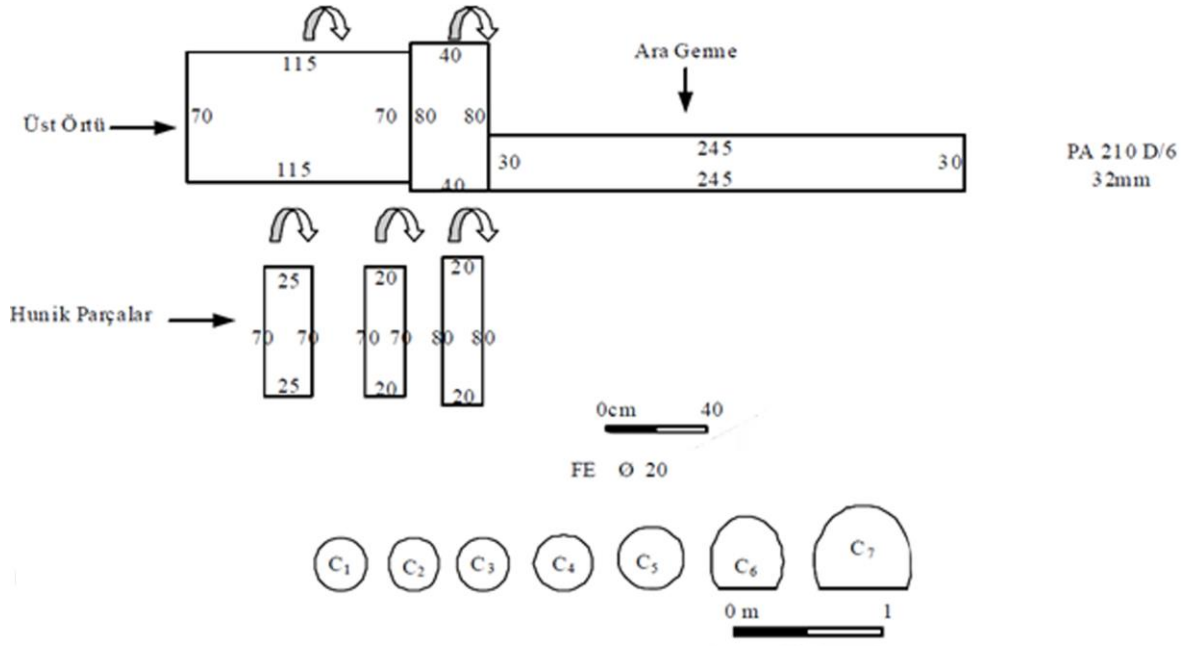 115 40 Ara Germe
Üst Örtü 70 70 80 80
30 245 30
115 40 245
PA 210 D/6
32mm
25 20 20
Hunik Parçalar
70 70 70 70 80 80
25 20 20
0cm 40
FE Ø 20
C1 C2 C3 C4 C5 C6 C7
0 m 1